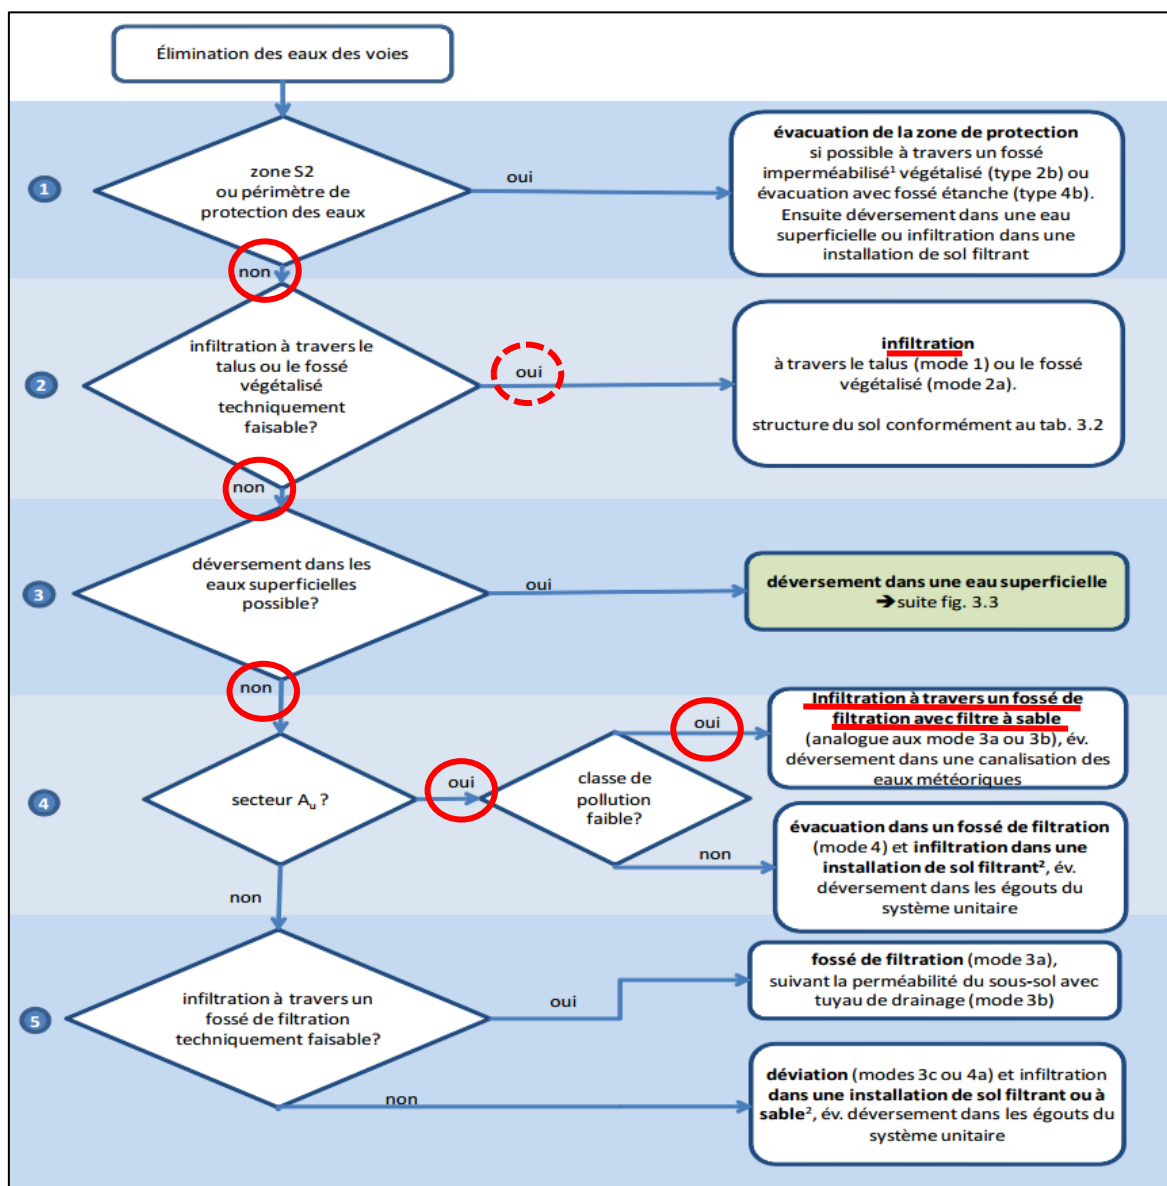 Élimination des eaux des voies
1
zone S2
ou périmètre de
protection des eaux
oui
évacuation de la zone de protection
si possible à travers un fossé
imperméabilisé¹ végétalisé (type 2b) ou
évacuation avec fossé étanche (type 4b).
Ensuite déversement dans une eau
superficielle ou infiltration dans une
installation de sol filtrant
non
2
infiltration à travers le
talus ou le fossé
végétalisé
techniquement
faisable?
oui
infiltration
à travers le talus (mode 1) ou le fossé
végétalisé (mode 2a).
structure du sol conformément au tab. 3.2
non
3
déversement dans les
eaux superficielles
possible?
oui
déversement dans une eau superficielle
➔suite fig. 3.3
non
4
secteur Aᵤ ?
oui
classe de
pollution
faible?
oui
Infiltration à travers un fossé de
filtration avec filtre à sable
(analogue aux mode 3a ou 3b), év.
déversement dans une canalisation des
eaux météoriques
non
évacuation dans un fossé de filtration
(mode 4) et infiltration dans une
installation de sol filtrant², év.
déversement dans les égouts du
système unitaire
non
5
infiltration à travers un
fossé de filtration
techniquement faisable?
oui
fossé de filtration (mode 3a),
suivant la perméabilité du sous-sol avec
tuyau de drainage (mode 3b)
non
déviation (modes 3c ou 4a) et infiltration
dans une installation de sol filtrant ou à
sable², év. déversement dans les égouts du
système unitaire